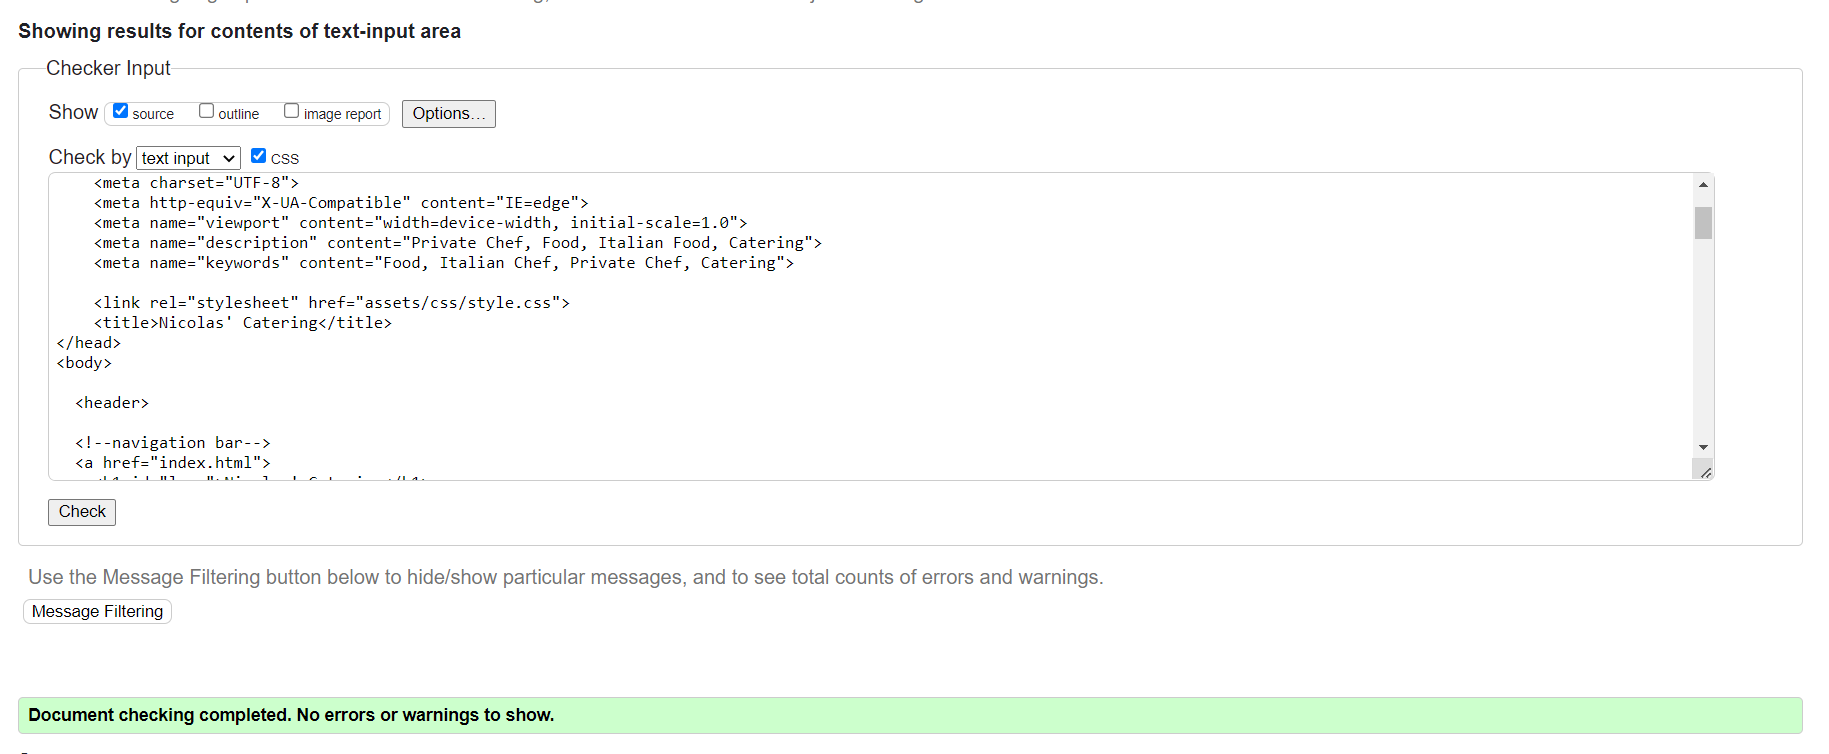 Showing results for contents of text-input area
Checker Input
Show source outline image report Options...
Check by text input CSS
<meta charset="UTF-8">
<meta http-equiv="X-UA-Compatible" content="IE=edge">
<meta name="viewport" content="width=device-width, initial-scale=1.0">
<meta name="description" content="Private Chef, Food, Italian Food, Catering">
<meta name="keywords" content="Food, Italian Chef, Private Chef, Catering">
<link rel="stylesheet" href="assets/css/style.css">
<title>Nicolas' Catering</title>
</head>
<body>
<header>
<!--navigation bar-->
<a href="index.html">
Check
Use the Message Filtering button below to hide/show particular messages, and to see total counts of errors and warnings.
Message Filtering
Document checking completed. No errors or warnings to show.